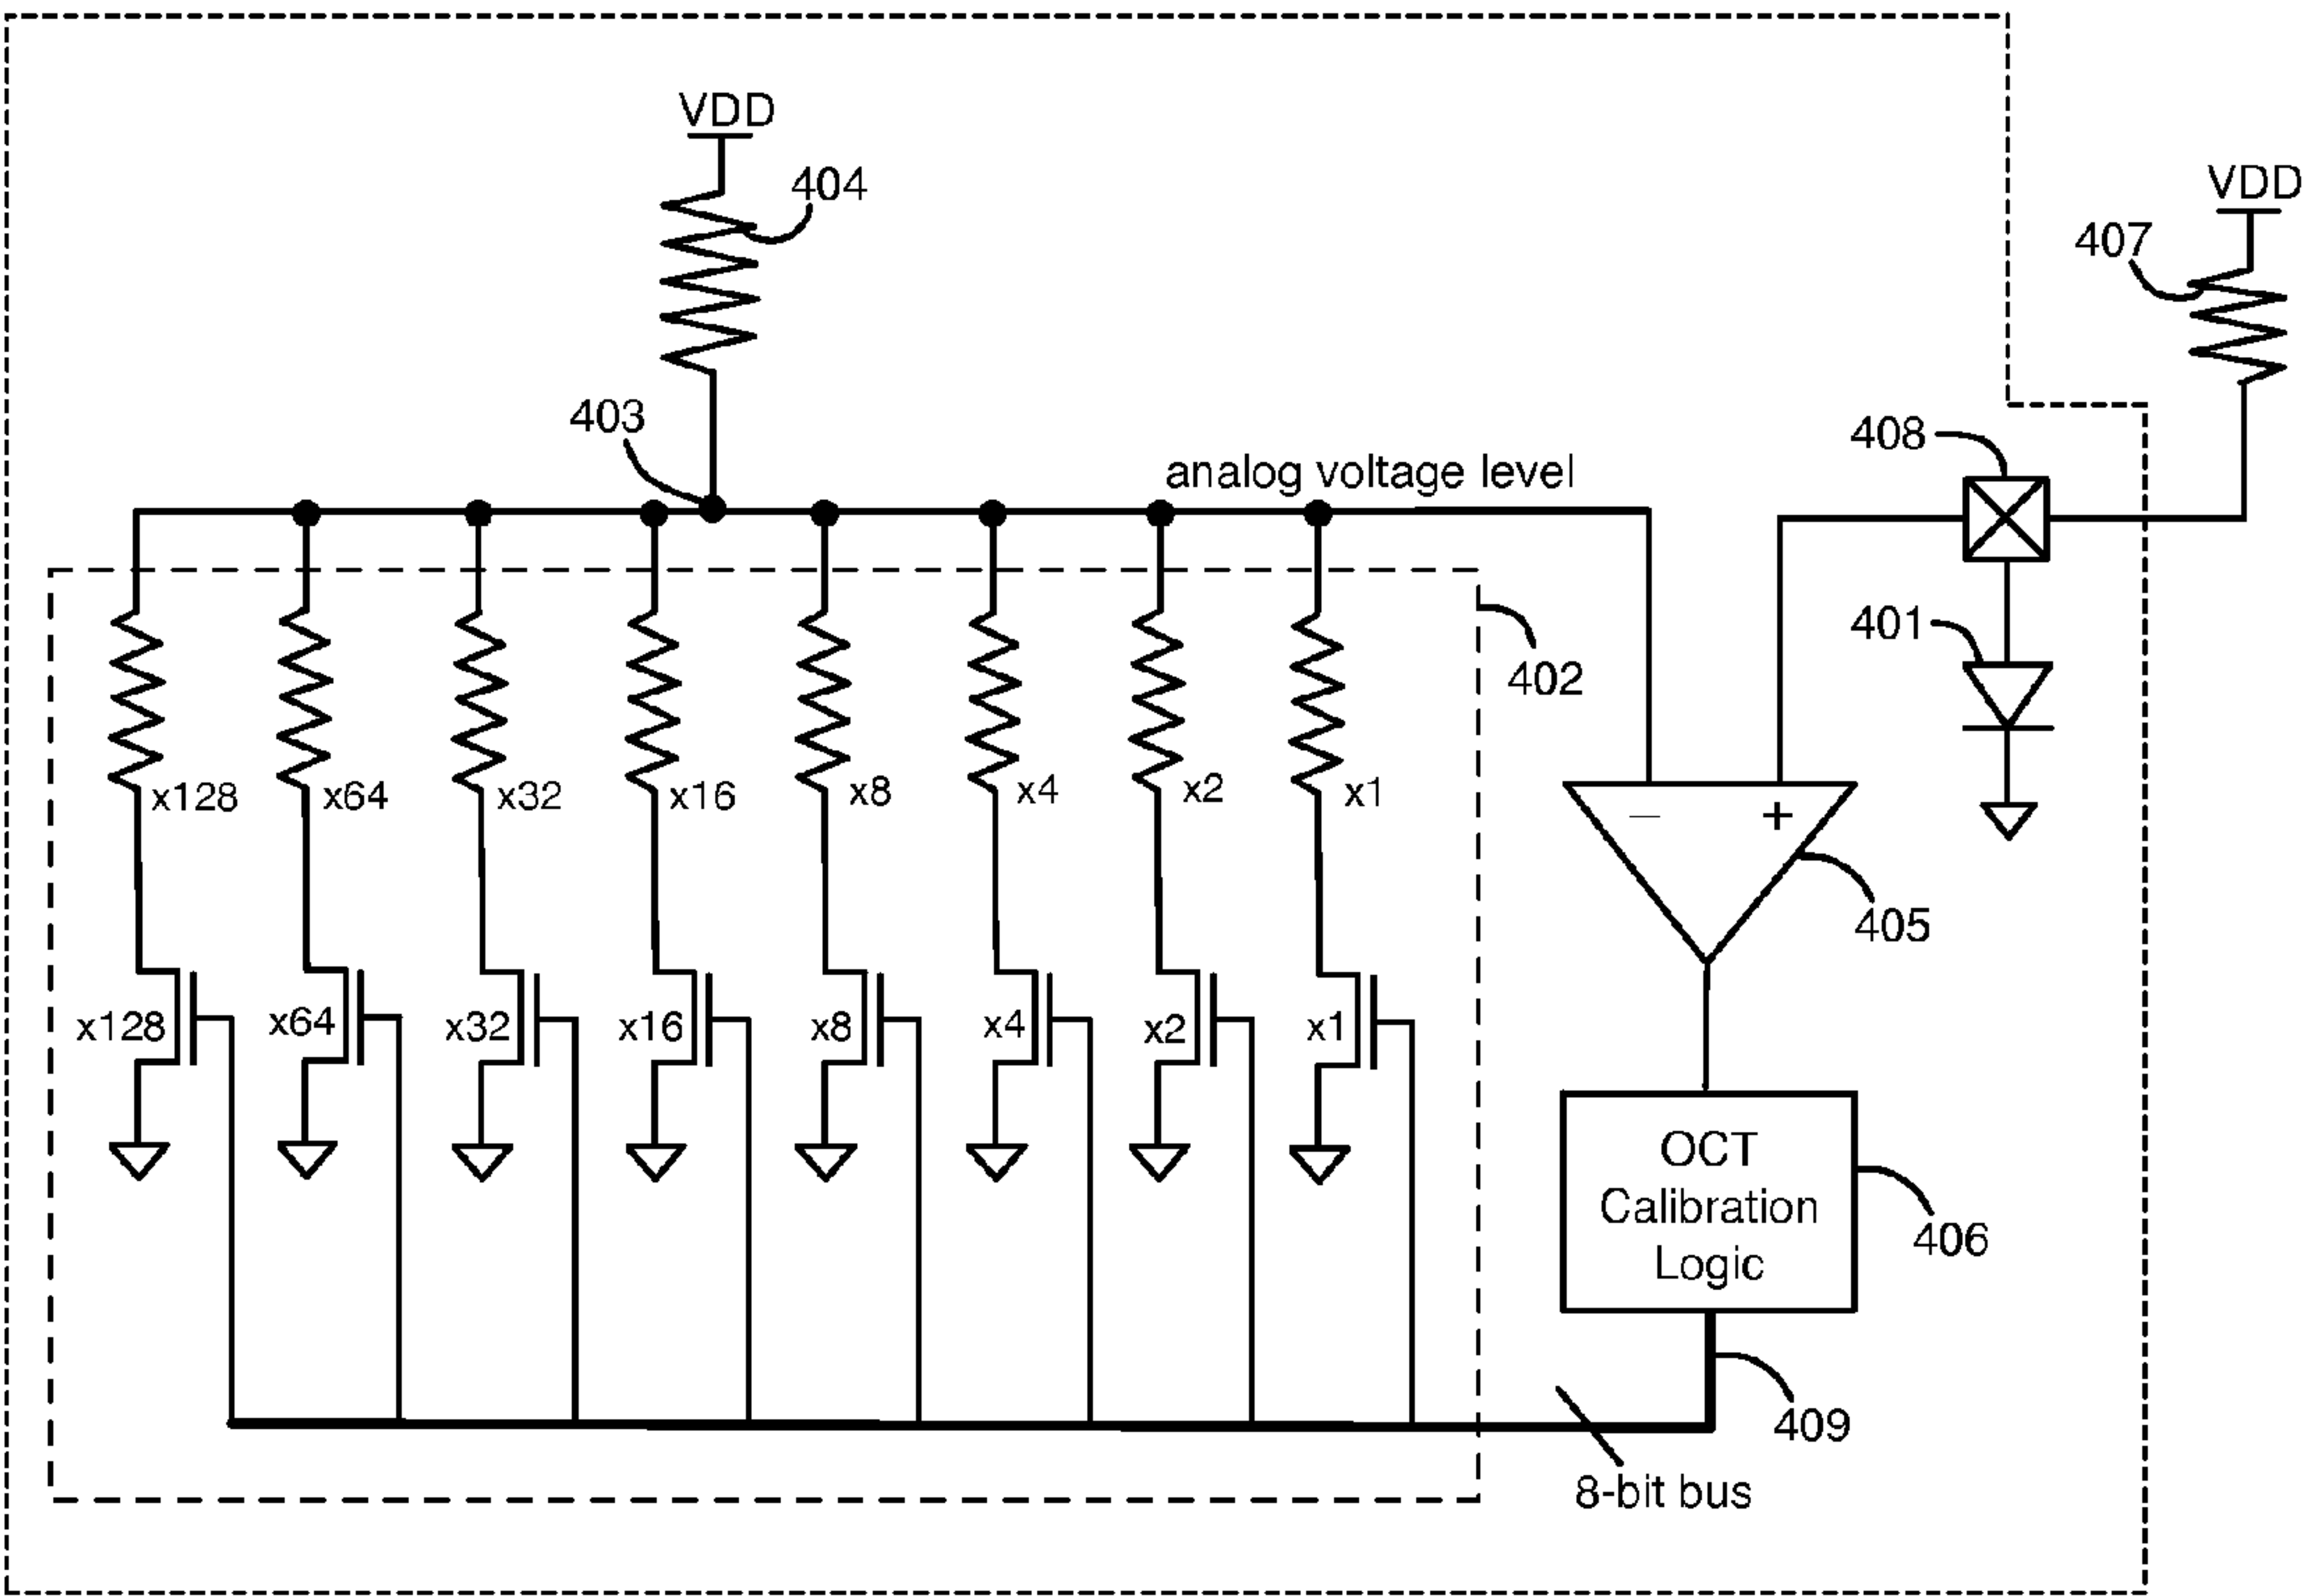 VDD
404
VDD
407
403
analog voltage level
408
401
402
x128 x64 x32 x16 x8 x4 x2 x1
− +
405
x128 x64 x32 x16 x8 x4 x2 x1
OCT
Calibration
Logic
406
409
8-bit bus